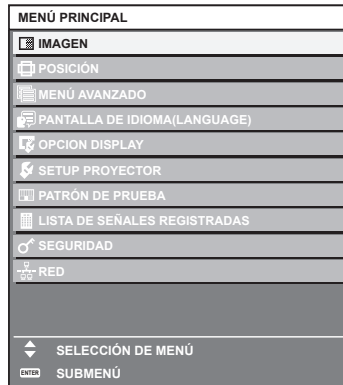 MENÚ PRINCIPAL
IMAGEN
POSICIÓN
MENÚ AVANZADO
PANTALLA DE IDIOMA(LANGUAGE)
OPCION DISPLAY
SETUP PROYECTOR
PATRÓN DE PRUEBA
LISTA DE SEÑALES REGISTRADAS
SEGURIDAD
RED
SELECCIÓN DE MENÚ
ENTER SUBMENÚ